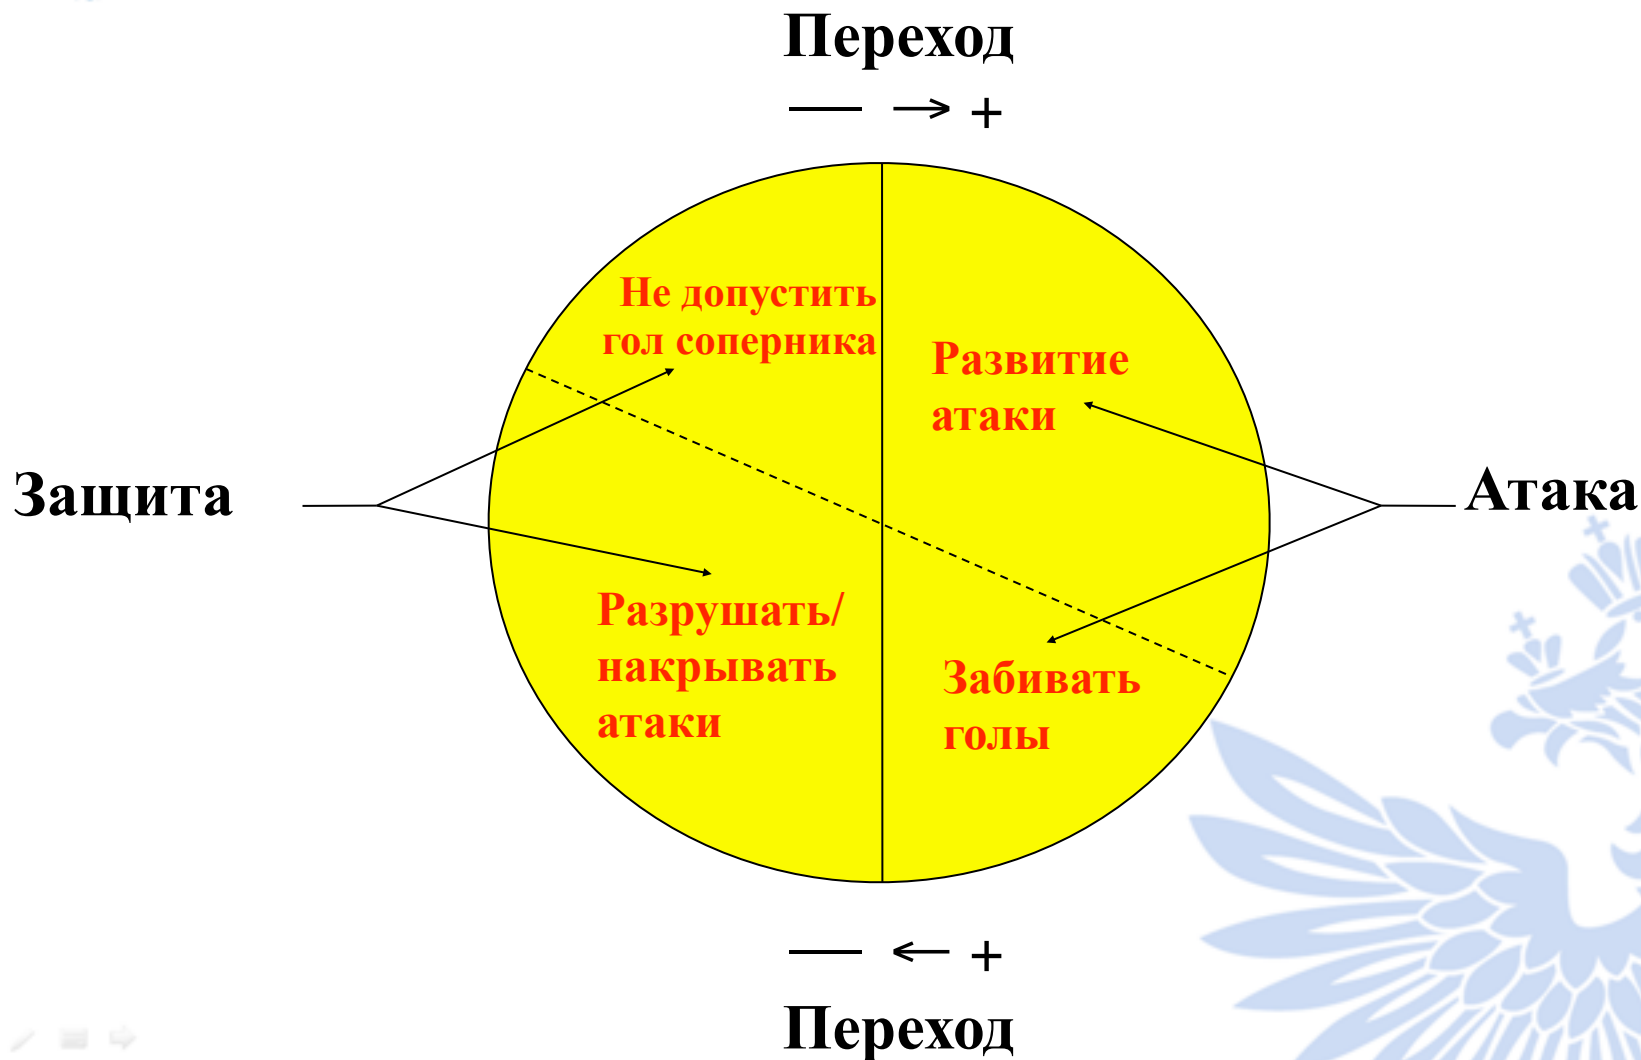 Переход
— → +
Не допустить
гол соперника
Развитие
атаки
Защита
Атака
Разрушать/
накрывать
атаки
Забивать
голы
— ← +
Переход